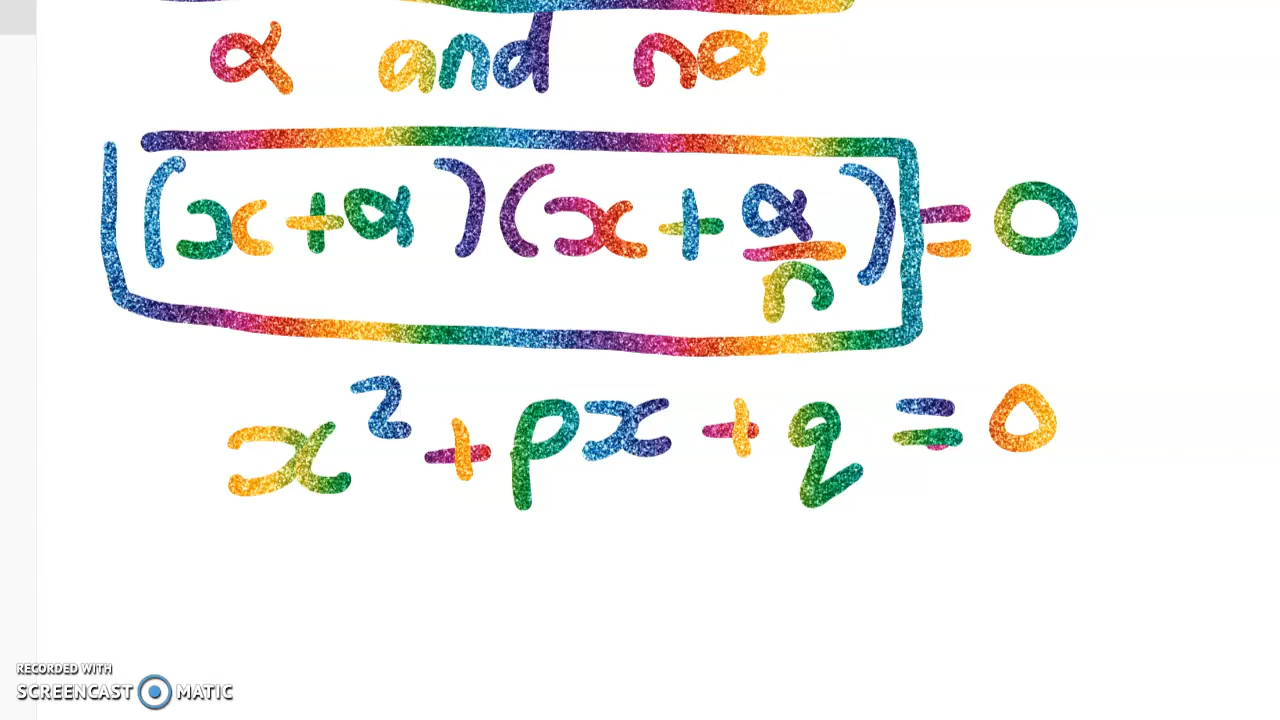 α and nα
(x+α)(x+α/n)=0
x²+px+q=0
RECORDED WITH
SCREENCAST MATIC